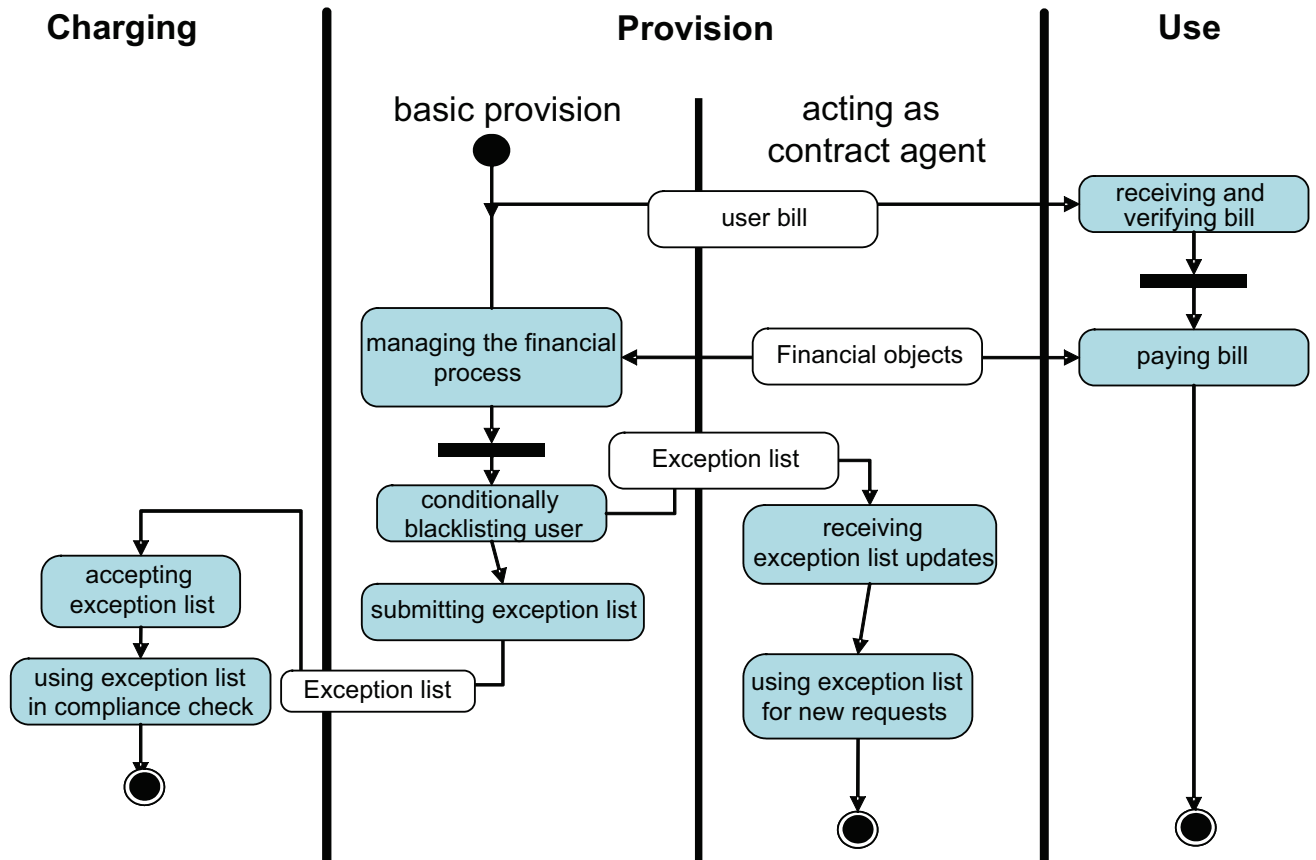 Charging
Provision
Use
basic provision
acting as
contract agent
user bill
receiving and
verifying bill
managing the financial
process
Financial objects
paying bill
Exception list
conditionally
blacklisting user
receiving
exception list updates
accepting
exception list
submitting exception list
using exception list
in compliance check
Exception list
using exception list
for new requests